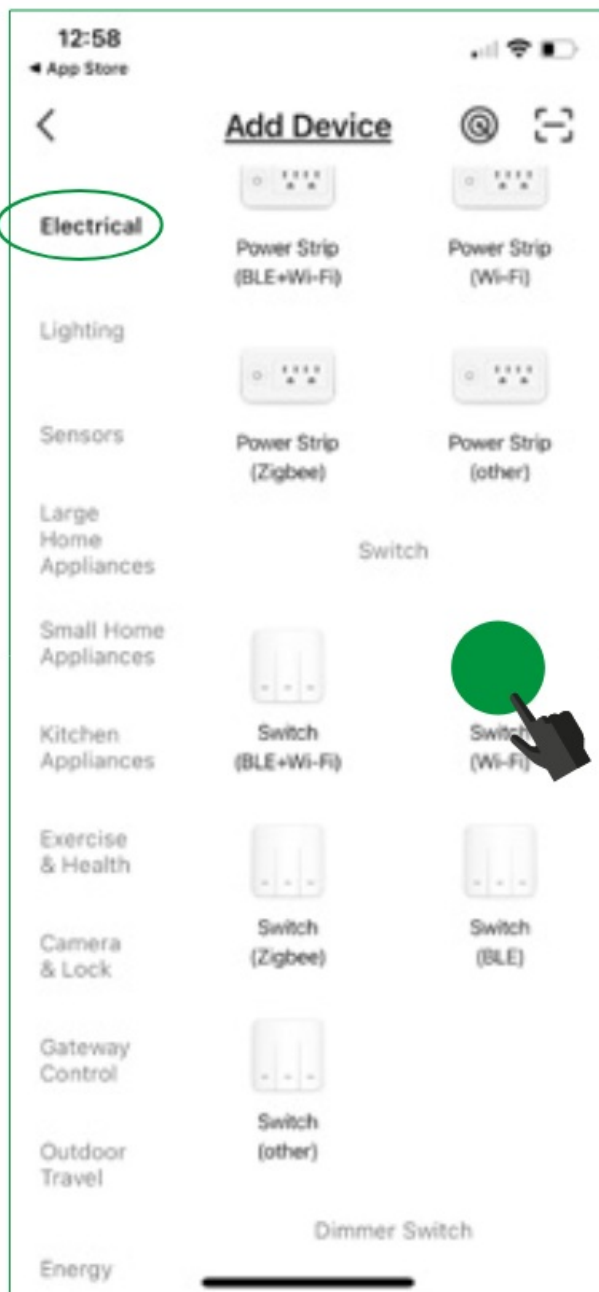 12:58
◀ App Store
Add Device
Electrical
Lighting
Sensors
Large
Home
Appliances
Small Home
Appliances
Kitchen
Appliances
Exercise
& Health
Camera
& Lock
Gateway
Control
Outdoor
Travel
Energy
Power Strip
(BLE+Wi-Fi)
Power Strip
(Wi-Fi)
Power Strip
(Zigbee)
Power Strip
(other)
Switch
Switch
(BLE+Wi-Fi)
Switch
(Wi-Fi)
Switch
(Zigbee)
Switch
(BLE)
Switch
(other)
Dimmer Switch